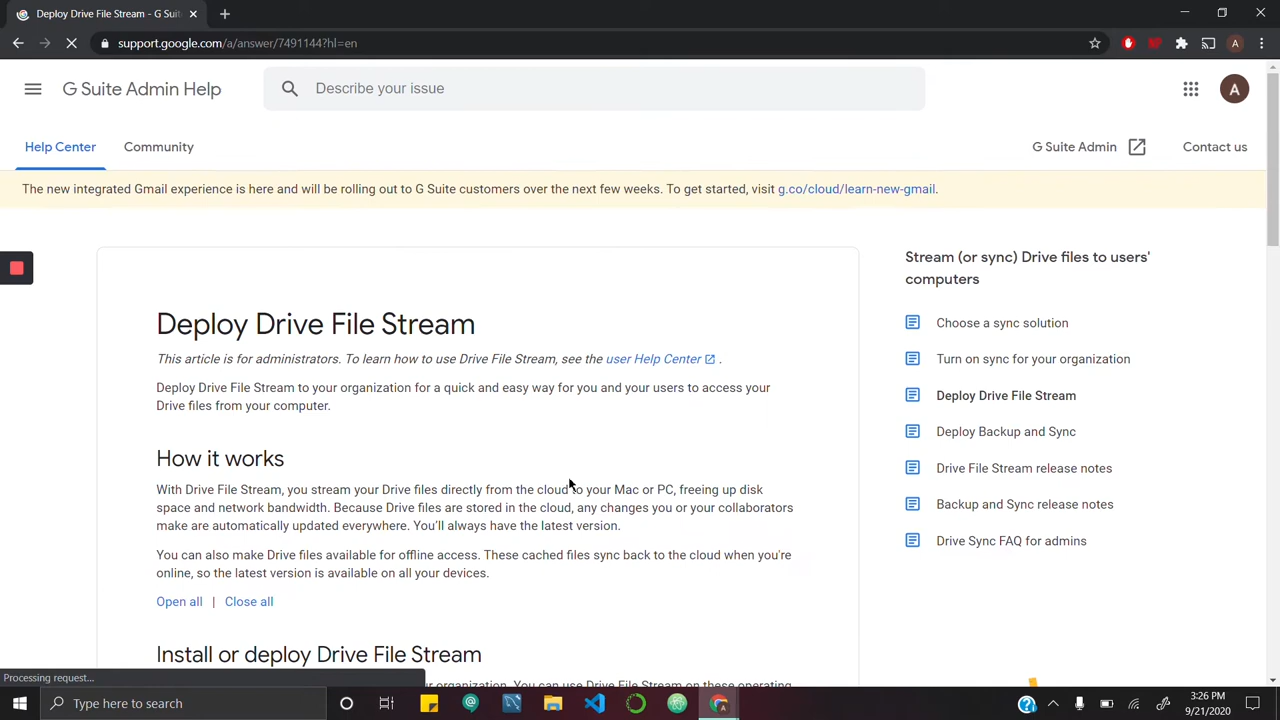 Deploy Drive File Stream - G Suit
support.google.com/a/answer/7491144?hl=en
A
G Suite Admin Help
Describe your issue
A
Help Center
Community
G Suite Admin
Contact us
The new integrated Gmail experience is here and will be rolling out to G Suite customers over the next few weeks. To get started, visit g.co/cloud/learn-new-gmail.
Deploy Drive File Stream
This article is for administrators. To learn how to use Drive File Stream, see the user Help Center .
Deploy Drive File Stream to your organization for a quick and easy way for you and your users to access your
Drive files from your computer.
How it works
With Drive File Stream, you stream your Drive files directly from the cloud to your Mac or PC, freeing up disk
space and network bandwidth. Because Drive files are stored in the cloud, any changes you or your collaborators
make are automatically updated everywhere. You'll always have the latest version.
You can also make Drive files available for offline access. These cached files sync back to the cloud when you're
online, so the latest version is available on all your devices.
Open all | Close all
Install or deploy Drive File Stream
your organization. You can use Drive File Stream on these operating
Stream (or sync) Drive files to users'
computers
Choose a sync solution
Turn on sync for your organization
Deploy Drive File Stream
Deploy Backup and Sync
Drive File Stream release notes
Backup and Sync release notes
Drive Sync FAQ for admins
Processing request...
Type here to search
3:26 PM
9/21/2020